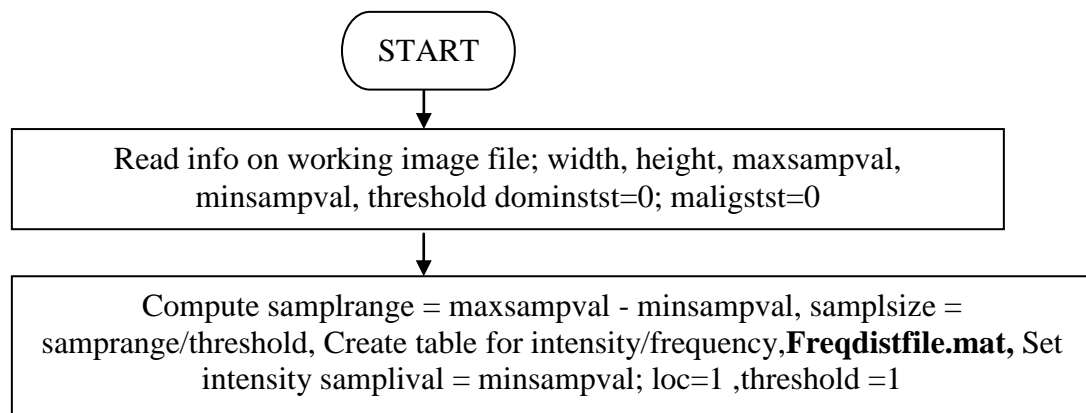 START
Read info on working image file; width, height, maxsampval,
minsampval, threshold dominstst=0; maligstst=0
Compute samplrange = maxsampval - minsampval, samplsize =
samprange/threshold, Create table for intensity/frequency,Freqdistfile.mat, Set
intensity samplival = minsampval; loc=1 ,threshold =1